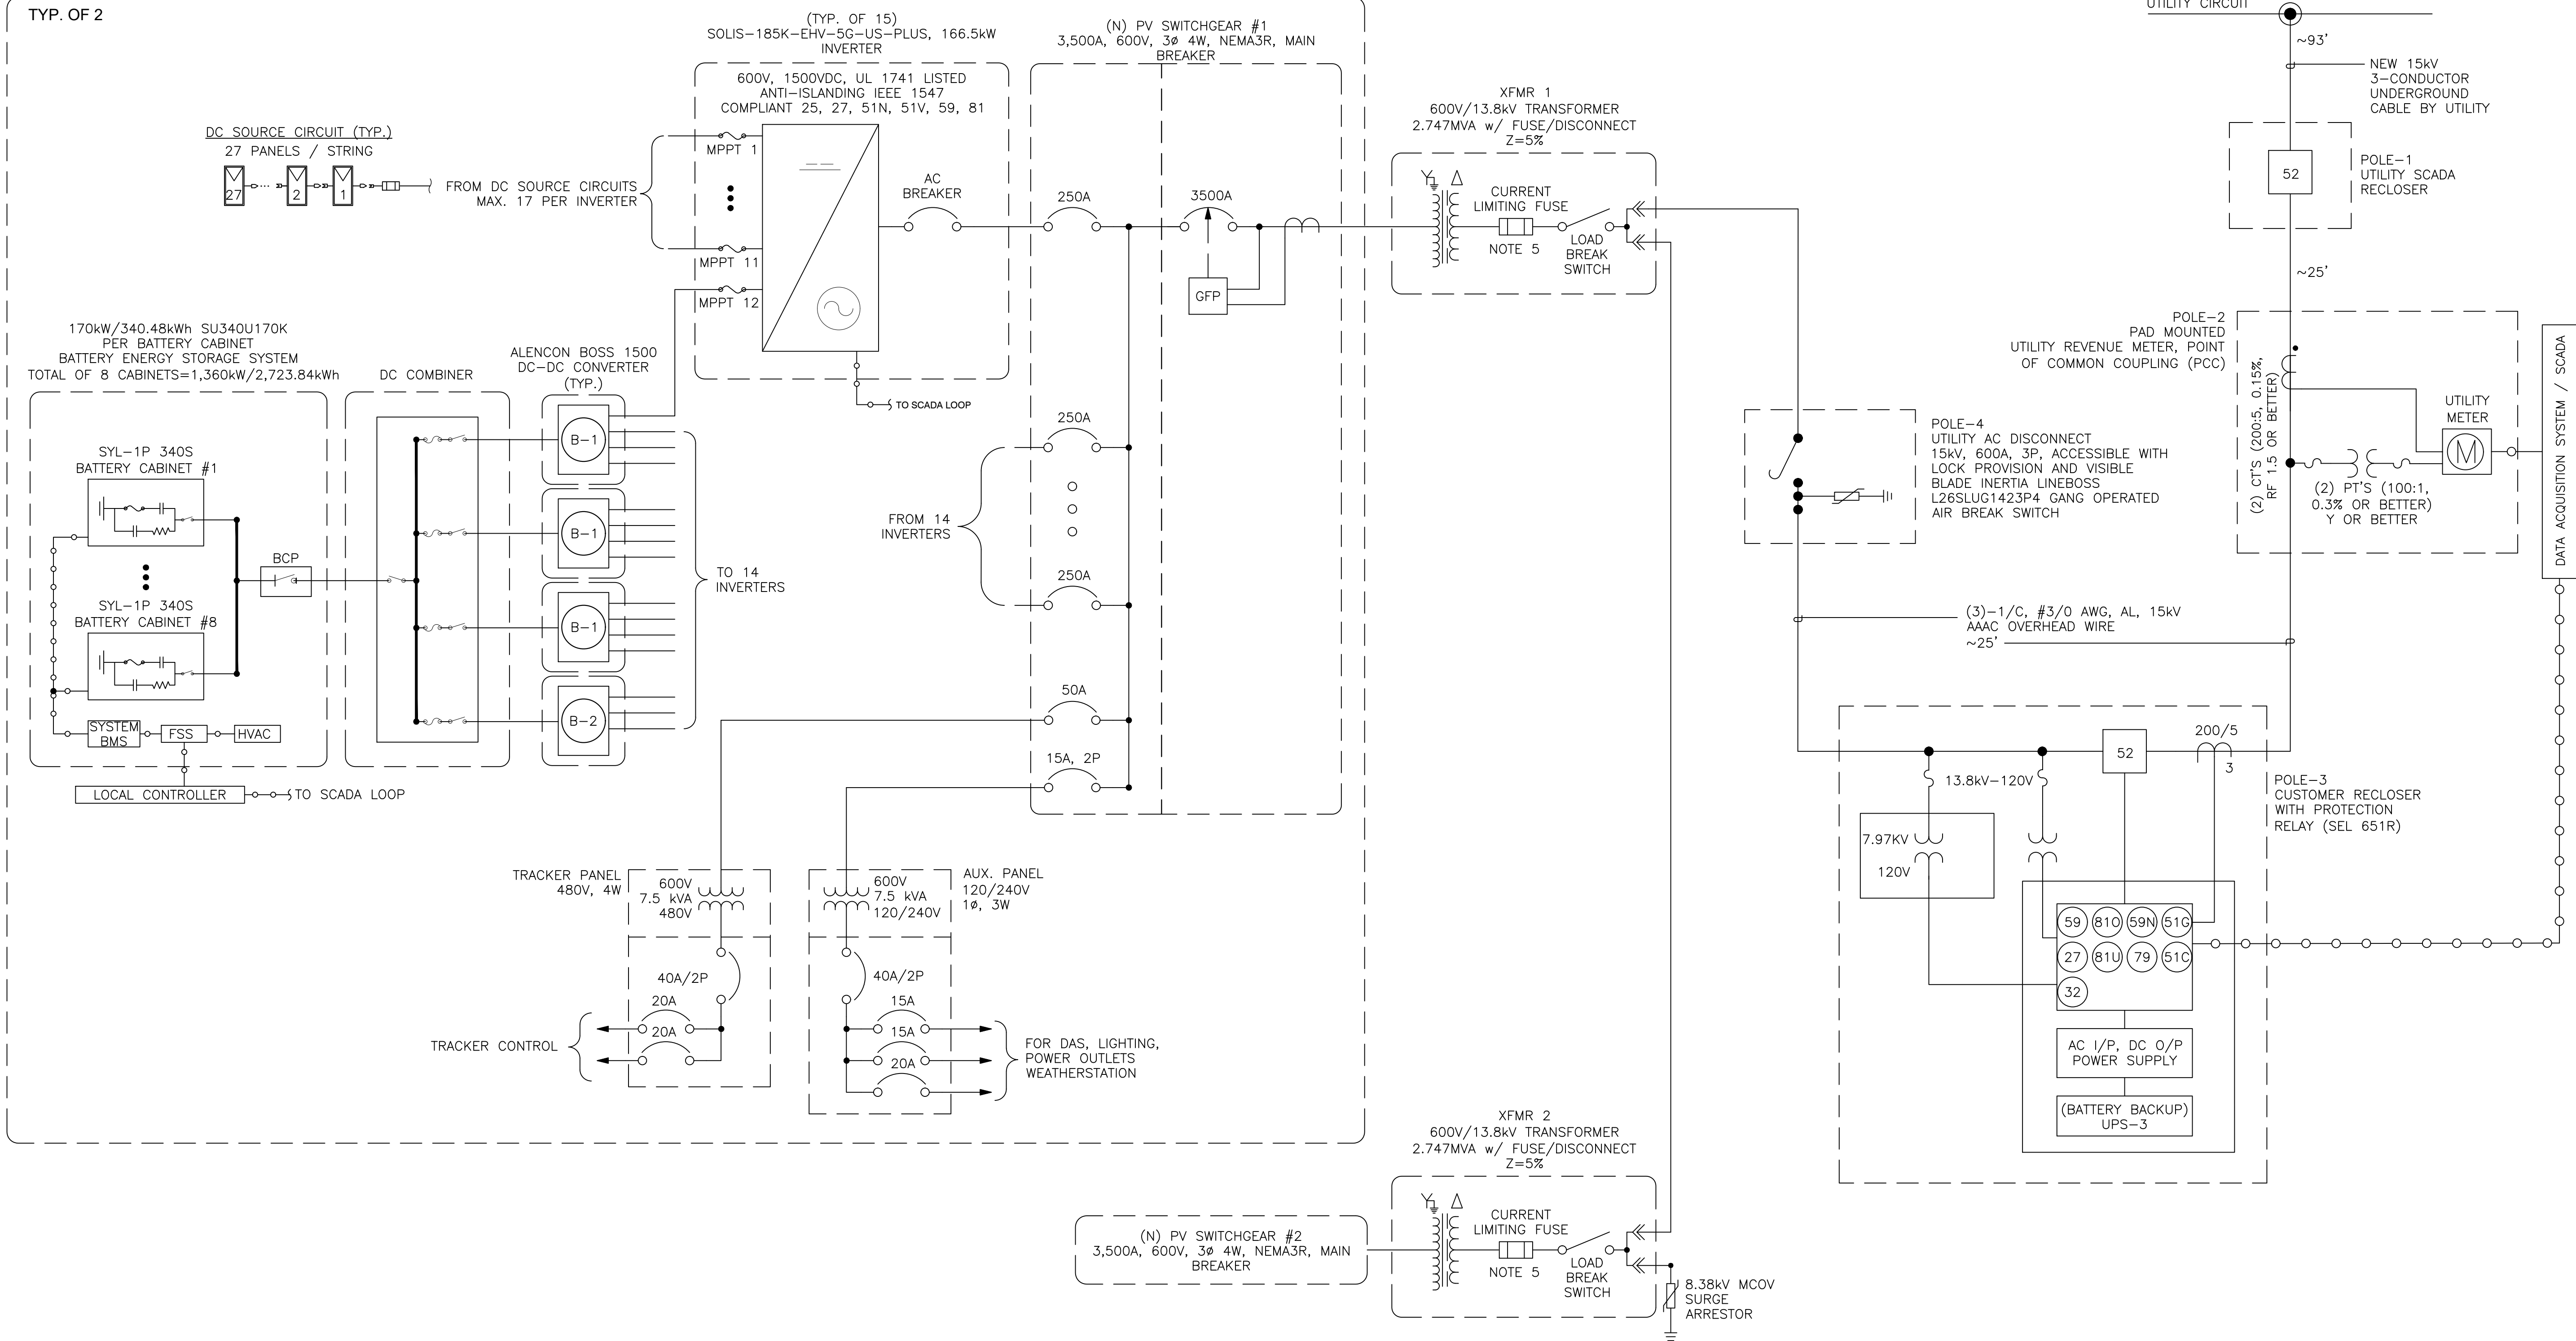 TYP. OF 2
(TYP. OF 15)
SOLIS-185K-EHV-5G-US-PLUS, 166.5kW
INVERTER
600V, 1500VDC, UL 1741 LISTED
ANTI-ISLANDING IEEE 1547
COMPLIANT 25, 27, 51N, 51V, 59, 81
(N) PV SWITCHGEAR #1
3,500A, 600V, 3ø 4W, NEMA3R, MAIN
BREAKER
DC SOURCE CIRCUIT (TYP.)
27 PANELS / STRING
27
2
1
FROM DC SOURCE CIRCUITS
MAX. 17 PER INVERTER
MPPT 1
MPPT 11
MPPT 12
AC
BREAKER
TO SCADA LOOP
250A
3500A
GFP
250A
FROM 14
INVERTERS
250A
50A
15A, 2P
170kW/340.48kWh SU340U170K
PER BATTERY CABINET
BATTERY ENERGY STORAGE SYSTEM
TOTAL OF 8 CABINETS=1,360kW/2,723.84kWh
SYL-1P 340S
BATTERY CABINET #1
SYL-1P 340S
BATTERY CABINET #8
BCP
SYSTEM
BMS
FSS
HVAC
LOCAL CONTROLLER
TO SCADA LOOP
DC COMBINER
ALENCON BOSS 1500
DC-DC CONVERTER
(TYP.)
B-1
B-1
B-1
B-2
TO 14
INVERTERS
TRACKER PANEL
480V, 4W
600V
7.5 kVA
480V
40A/2P
20A
20A
TRACKER CONTROL
AUX. PANEL
120/240V
1ø, 3W
600V
7.5 kVA
120/240V
40A/2P
15A
15A
20A
FOR DAS, LIGHTING,
POWER OUTLETS
WEATHERSTATION
XFMR 1
600V/13.8kV TRANSFORMER
2.747MVA w/ FUSE/DISCONNECT
Z=5%
Y Δ
CURRENT
LIMITING FUSE
NOTE 5
LOAD
BREAK
SWITCH
XFMR 2
600V/13.8kV TRANSFORMER
2.747MVA w/ FUSE/DISCONNECT
Z=5%
Y Δ
CURRENT
LIMITING FUSE
NOTE 5
LOAD
BREAK
SWITCH
(N) PV SWITCHGEAR #2
3,500A, 600V, 3ø 4W, NEMA3R, MAIN
BREAKER
8.38kV MCOV
SURGE
ARRESTOR
UTILITY CIRCUIT
~93'
NEW 15kV
3-CONDUCTOR
UNDERGROUND
CABLE BY UTILITY
52
POLE-1
UTILITY SCADA
RECLOSER
~25'
POLE-2
PAD MOUNTED
UTILITY REVENUE METER, POINT
OF COMMON COUPLING (PCC)
(2) CT'S (200:5, 0.15%,
RF 1.5 OR BETTER)
UTILITY
METER
M
(2) PT'S (100:1,
0.3% OR BETTER)
Y OR BETTER
DATA ACQUISITION SYSTEM / SCADA
POLE-4
UTILITY AC DISCONNECT
15kV, 600A, 3P, ACCESSIBLE WITH
LOCK PROVISION AND VISIBLE
BLADE INERTIA LINEBOSS
L26SLUG1423P4 GANG OPERATED
AIR BREAK SWITCH
(3)-1/C, #3/0 AWG, AL, 15kV
AAAC OVERHEAD WIRE
~25'
52
200/5
3
13.8kV-120V
POLE-3
CUSTOMER RECLOSER
WITH PROTECTION
RELAY (SEL 651R)
7.97KV
120V
59 81O 59N 51G
27 81U 79 51C
32
AC I/P, DC O/P
POWER SUPPLY
(BATTERY BACKUP)
UPS-3